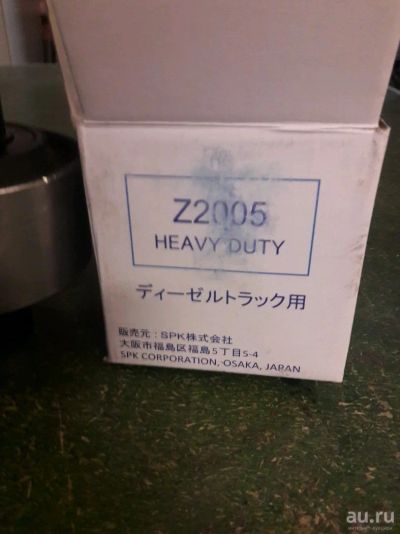 Z2005
HEAVY DUTY
ディーゼルトラック用
販売元：SPK株式会社
大阪市福島区福島5丁目5-4
SPK CORPORATION, OSAKA, JAPAN
au.ru